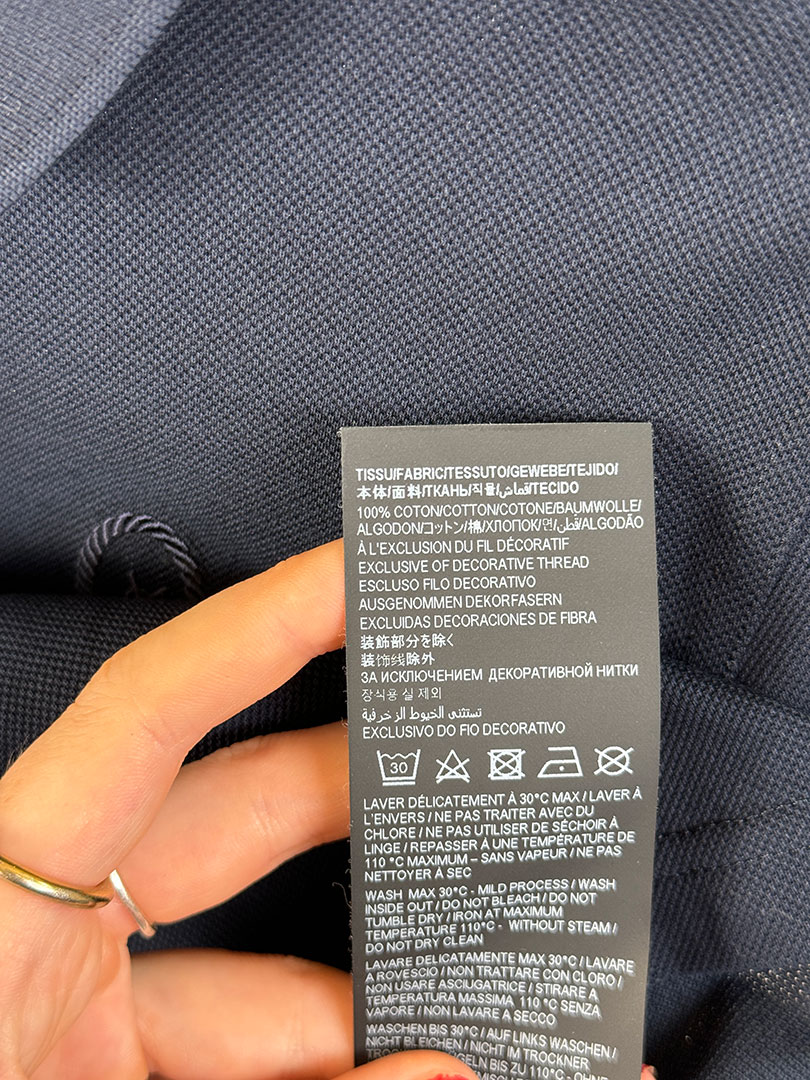 TISSU/FABRIC/TESSUTO/GEWEBE/TEJIDO/
本体/面料/ТКАНЬ/직물/قماش/TECIDO
100% COTON/COTTON/COTONE/BAUMWOLLE/
ALGODON/コットン/棉/ХЛОПОК/면/قطن/ALGODÃO
À L'EXCLUSION DU FIL DÉCORATIF
EXCLUSIVE OF DECORATIVE THREAD
ESCLUSO FILO DECORATIVO
AUSGENOMMEN DEKORFASERN
EXCLUIDAS DECORACIONES DE FIBRA
装飾部分を除く
装饰线除外
ЗА ИСКЛЮЧЕНИЕМ ДЕКОРАТИВНОЙ НИТКИ
장식용 실 제외
تستثنى الخيوط الزخرفية
EXCLUSIVO DO FIO DECORATIVO
30
LAVER DÉLICATEMENT À 30°C MAX / LAVER À
L'ENVERS / NE PAS TRAITER AVEC DU
CHLORE / NE PAS UTILISER DE SÉCHOIR À
LINGE / REPASSER À UNE TEMPÉRATURE DE
110 °C MAXIMUM – SANS VAPEUR / NE PAS
NETTOYER À SEC
WASH MAX 30°C - MILD PROCESS / WASH
INSIDE OUT / DO NOT BLEACH / DO NOT
TUMBLE DRY / IRON AT MAXIMUM
TEMPERATURE 110°C - WITHOUT STEAM /
DO NOT DRY CLEAN
LAVARE DELICATAMENTE MAX 30°C / LAVARE
A ROVESCIO / NON TRATTARE CON CLORO /
NON USARE ASCIUGATRICE / STIRARE A
TEMPERATURA MASSIMA 110 °C SENZA
VAPORE / NON LAVARE A SECCO
WASCHEN BIS 30°C / AUF LINKS WASCHEN /
NICHT BLEICHEN / NICHT IM TROCKNER
BIS ZU 110°C - OHNE